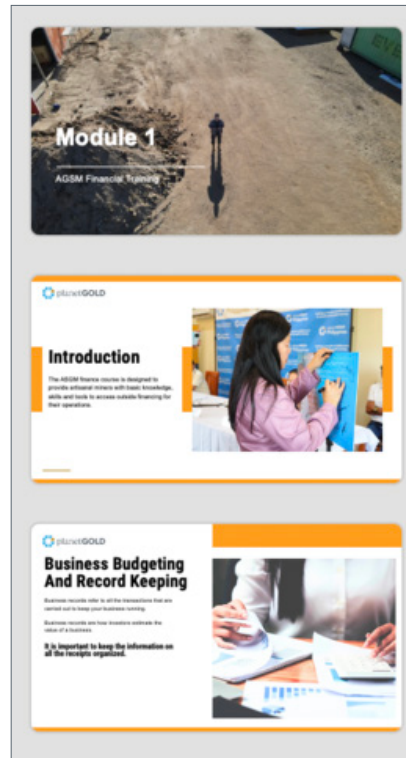 EVE
Module 1
AGSM Financial Training
planetGOLD
Introduction
The ASGM finance course is designed to
provide artisanal miners with basic knowledge,
skills and tools to access outside financing for
their operations.
planetGOLD
Business Budgeting
And Record Keeping
Business records refer to all the transactions that are
carried out to keep your business running.
Business records are how investors estimate the
value of a business.
It is important to keep the information on
all the receipts organized.